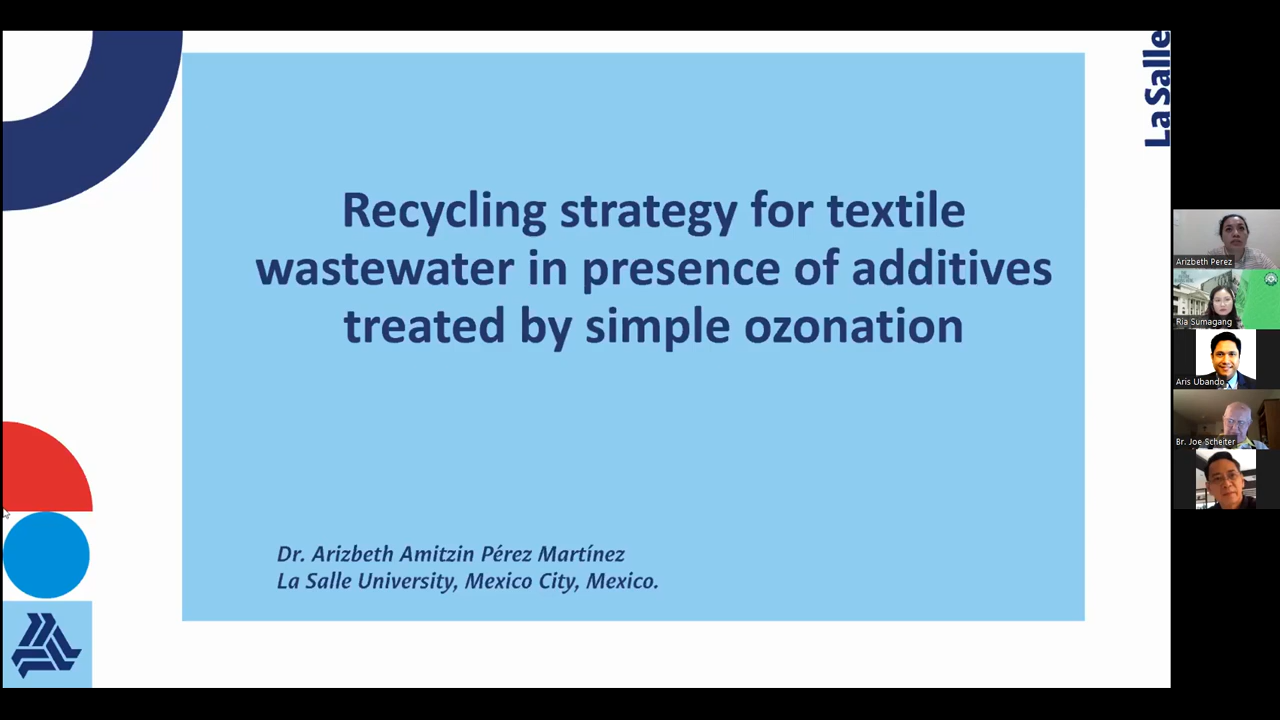 La Salle
Recycling strategy for textile
wastewater in presence of additives
treated by simple ozonation
Dr. Arizbeth Amitzin Pérez Martínez
La Salle University, Mexico City, Mexico.
Arizbeth Perez
Ria Sumagang
Aris Ubando
Br. Joe Scheiter